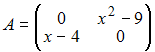 A = ( 0 x² − 9
x − 4 0 )